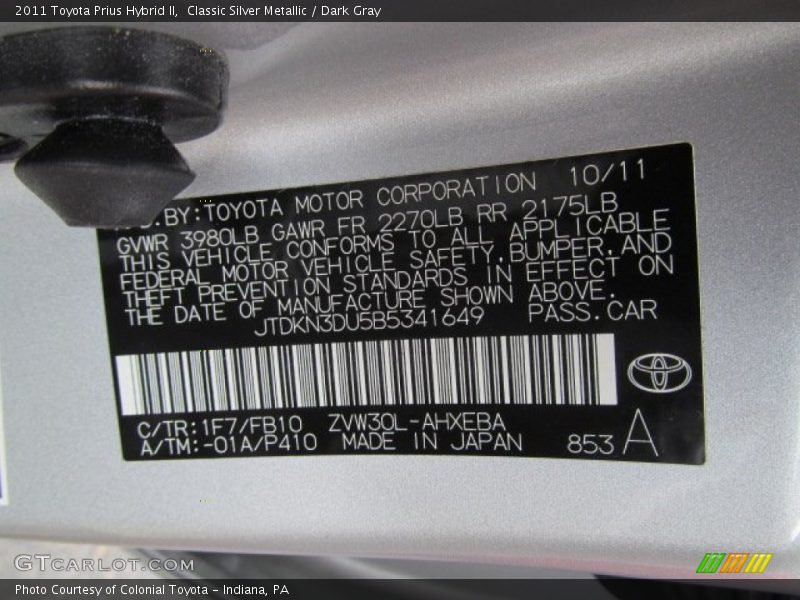 2011 Toyota Prius Hybrid II, Classic Silver Metallic / Dark Gray
BY: TOYOTA MOTOR CORPORATION 10/11
GVWR 3980LB GAWR FR 2270LB RR 2175LB
THIS VEHICLE CONFORMS TO ALL APPLICABLE
FEDERAL MOTOR VEHICLE SAFETY, BUMPER, AND
THEFT PREVENTION STANDARDS IN EFFECT ON
THE DATE OF MANUFACTURE SHOWN ABOVE.
JTDKN3DU5B5341649 PASS. CAR
C/TR: 1F7/FB10 ZVW30L-AHXEBA
A/TM: -01A/P410 MADE IN JAPAN 853 A
GTCARLOT.COM
Photo Courtesy of Colonial Toyota - Indiana, PA